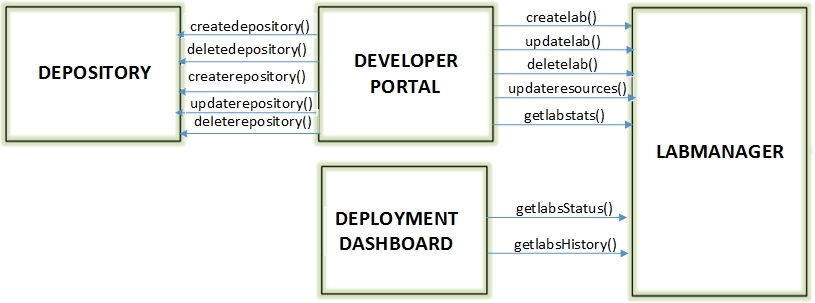 DEPOSITORY
createdepository()
deletedepository()
createrepository()
updaterepository()
deleterepository()
DEVELOPER
PORTAL
createlab()
updatelab()
deletelab()
updateresources()
getlabstats()
LABMANAGER
DEPLOYMENT
DASHBOARD
getlabsStatus()
getlabsHistory()